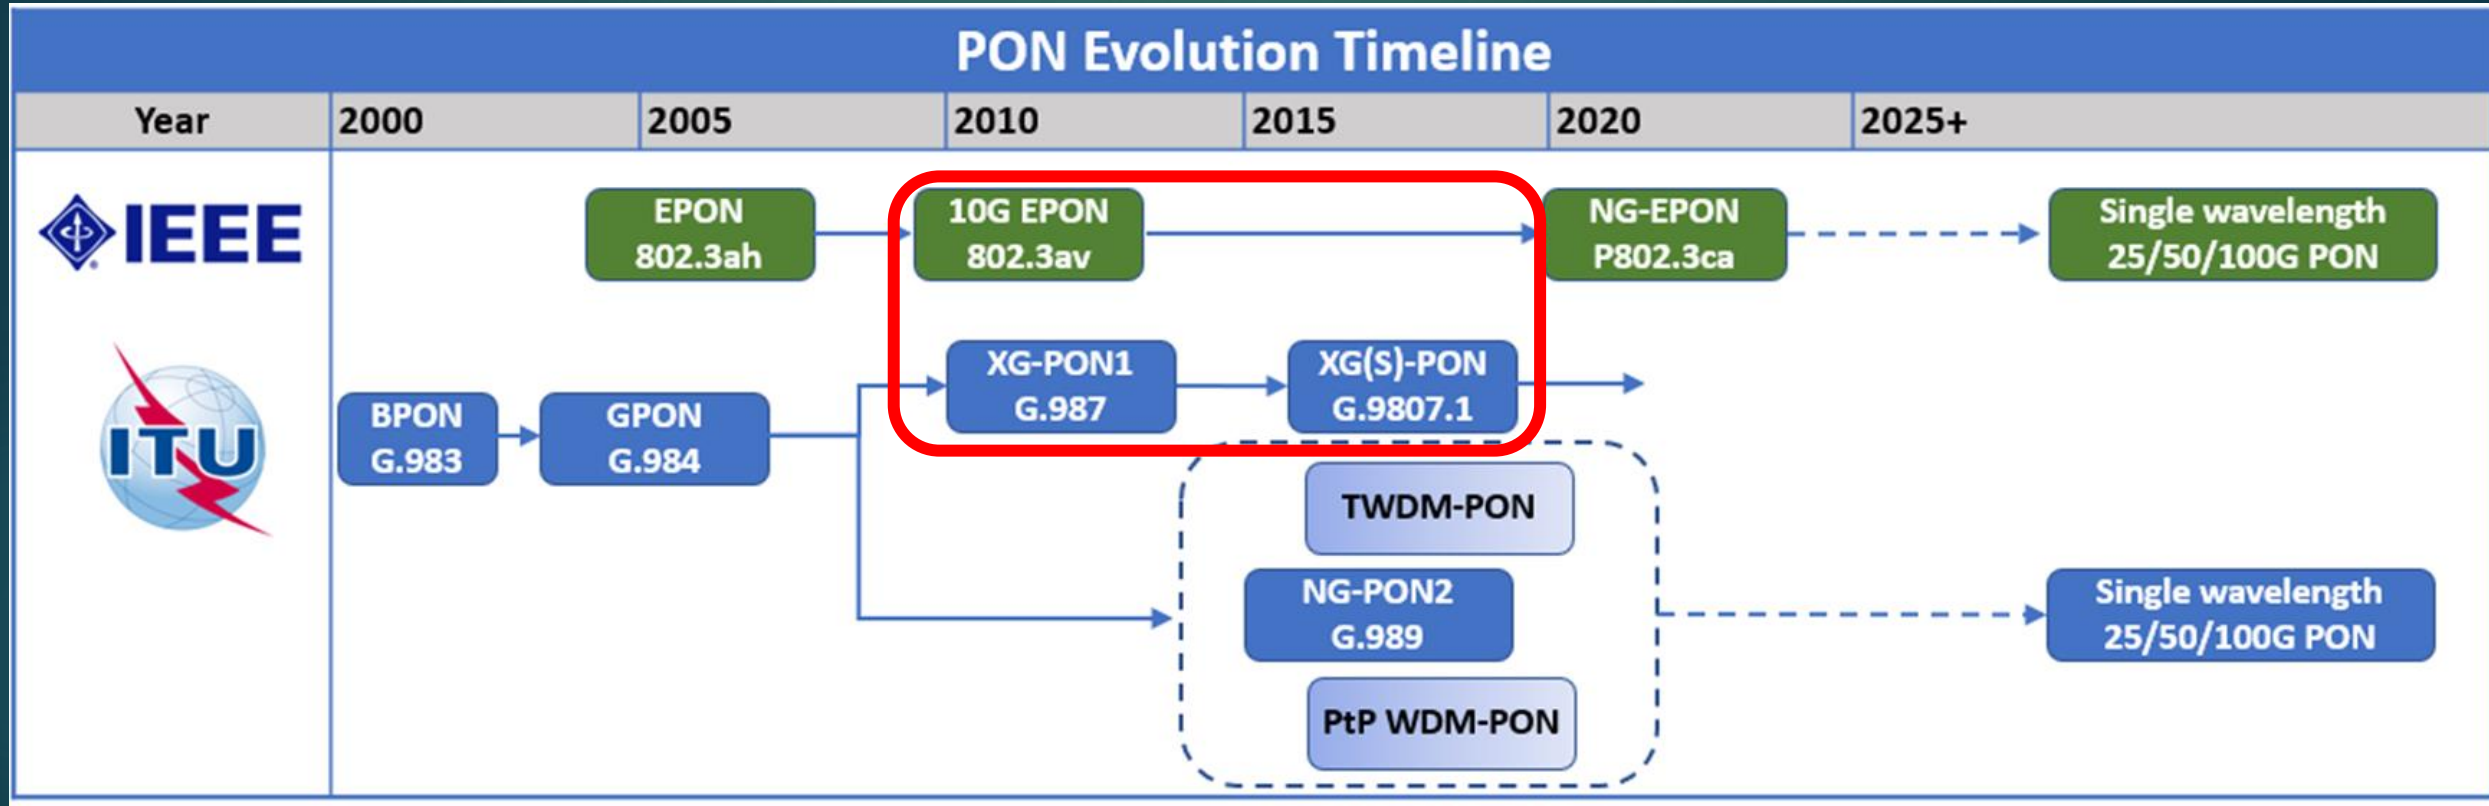 PON Evolution Timeline
Year 2000 2005 2010 2015 2020 2025+
IEEE
EPON
802.3ah
10G EPON
802.3av
NG-EPON
P802.3ca
Single wavelength
25/50/100G PON
ITU
BPON
G.983
GPON
G.984
XG-PON1
G.987
XG(S)-PON
G.9807.1
TWDM-PON
NG-PON2
G.989
PtP WDM-PON
Single wavelength
25/50/100G PON